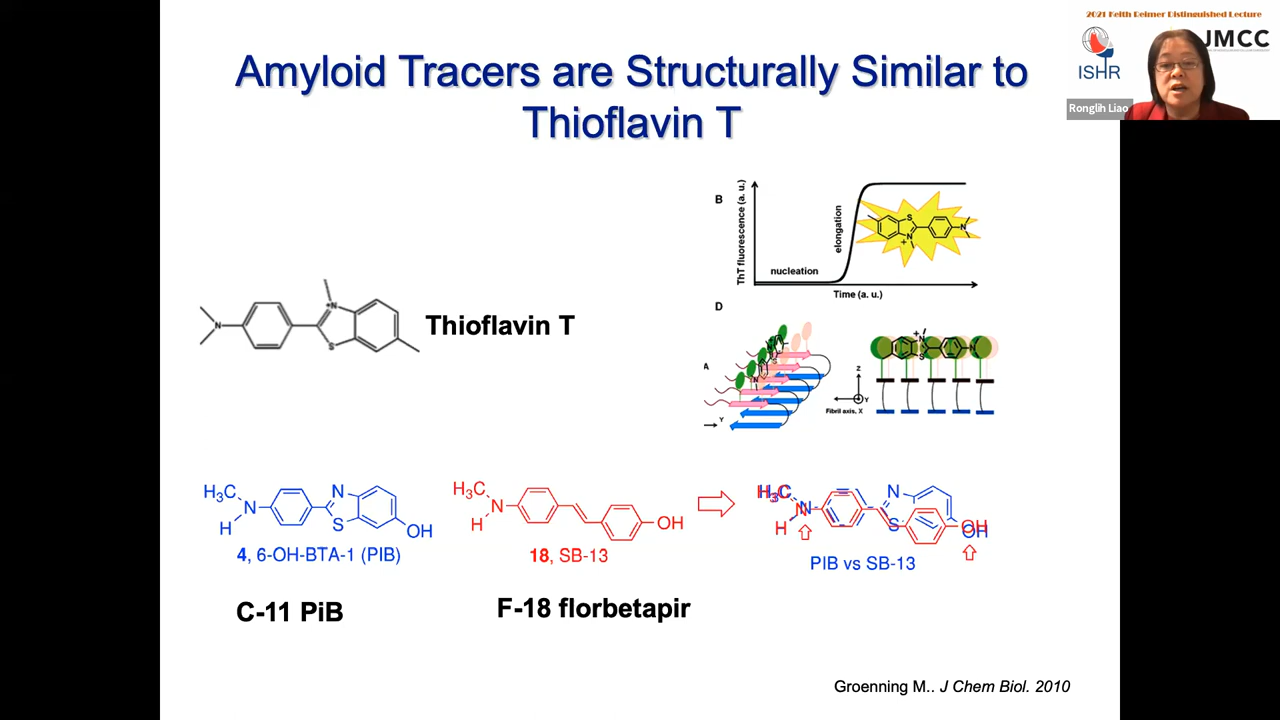 2021 Keith Reimer Distinguished Lecture
ISHR
JMCC
Ronglih Liao
Amyloid Tracers are Structurally Similar to
Thioflavin T
B
ThT fluorescence (a. u.)
nucleation
elongation
S
N
+
N
Time (a. u.)
D
N
+N
S
Thioflavin T
A
Y
Z
Y
Fibril axis, X
+
N
S
N
H₃C
N
H
N
S
OH
4, 6-OH-BTA-1 (PIB)
H₃C
N
H
OH
18, SB-13
H₃C
H₃C
N
N
H
N
S
OH
OH
PIB vs SB-13
C-11 PiB
F-18 florbetapir
Groenning M.. J Chem Biol. 2010